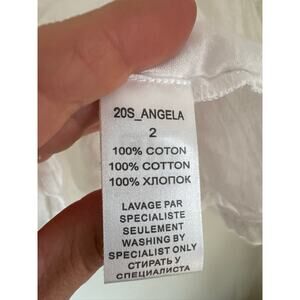 20S_ANGELA
2
100% COTON
100% COTTON
100% ХЛОПОК
LAVAGE PAR
SPECIALISTE
SEULEMENT
WASHING BY
SPECIALIST ONLY
СТИРАТЬ У
СПЕЦИАЛИСТА